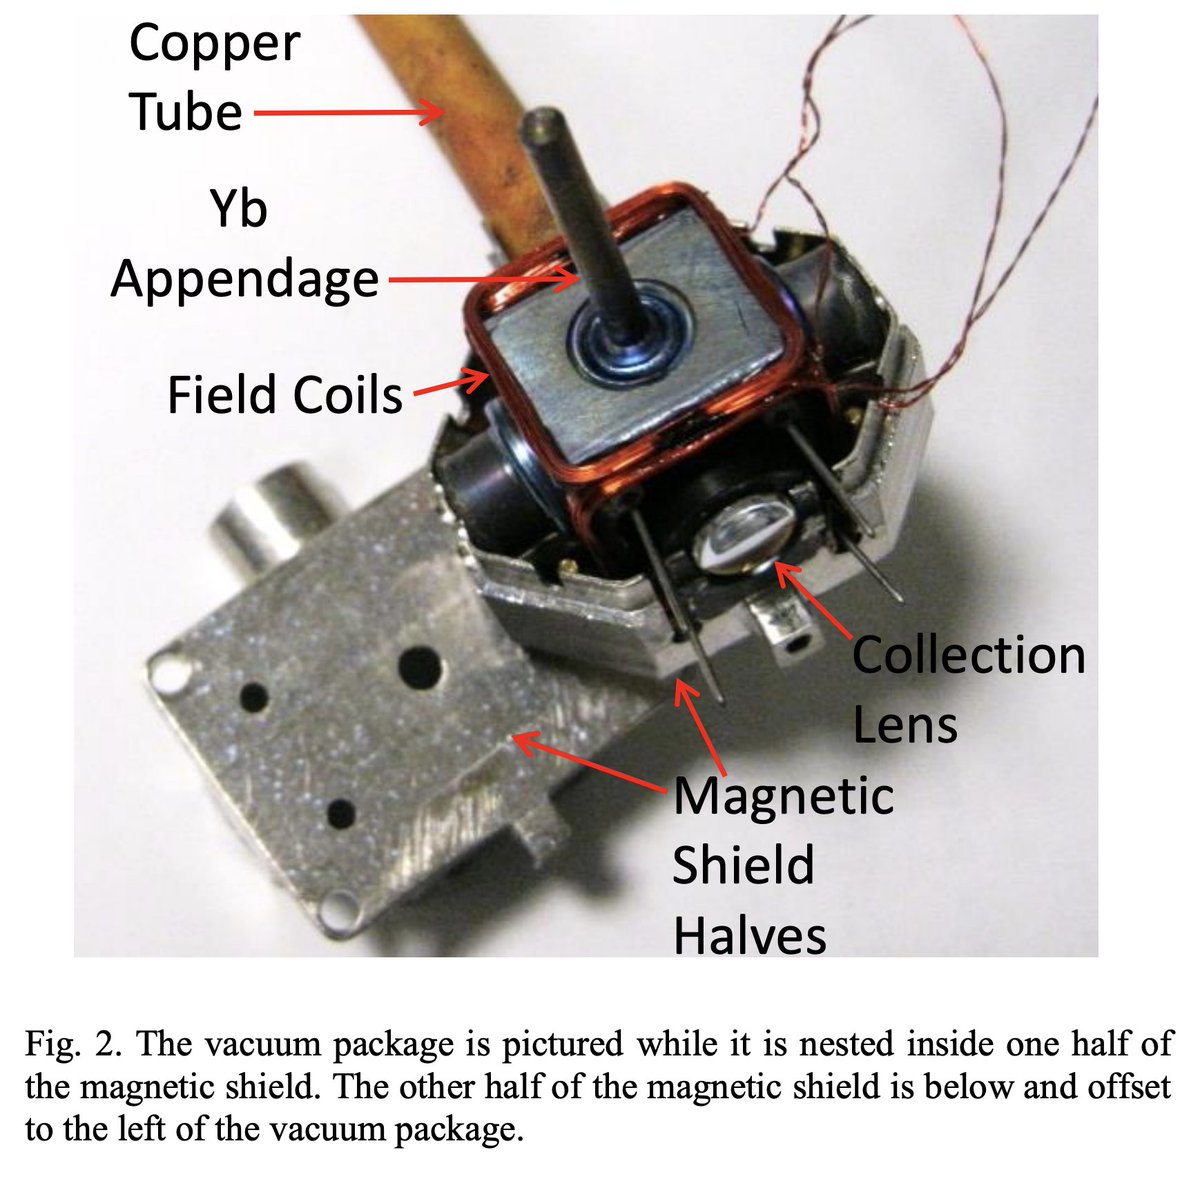 Copper
Tube
Yb
Appendage
Field Coils
Collection
Lens
Magnetic
Shield
Halves
Fig. 2. The vacuum package is pictured while it is nested inside one half of
the magnetic shield. The other half of the magnetic shield is below and offset
to the left of the vacuum package.